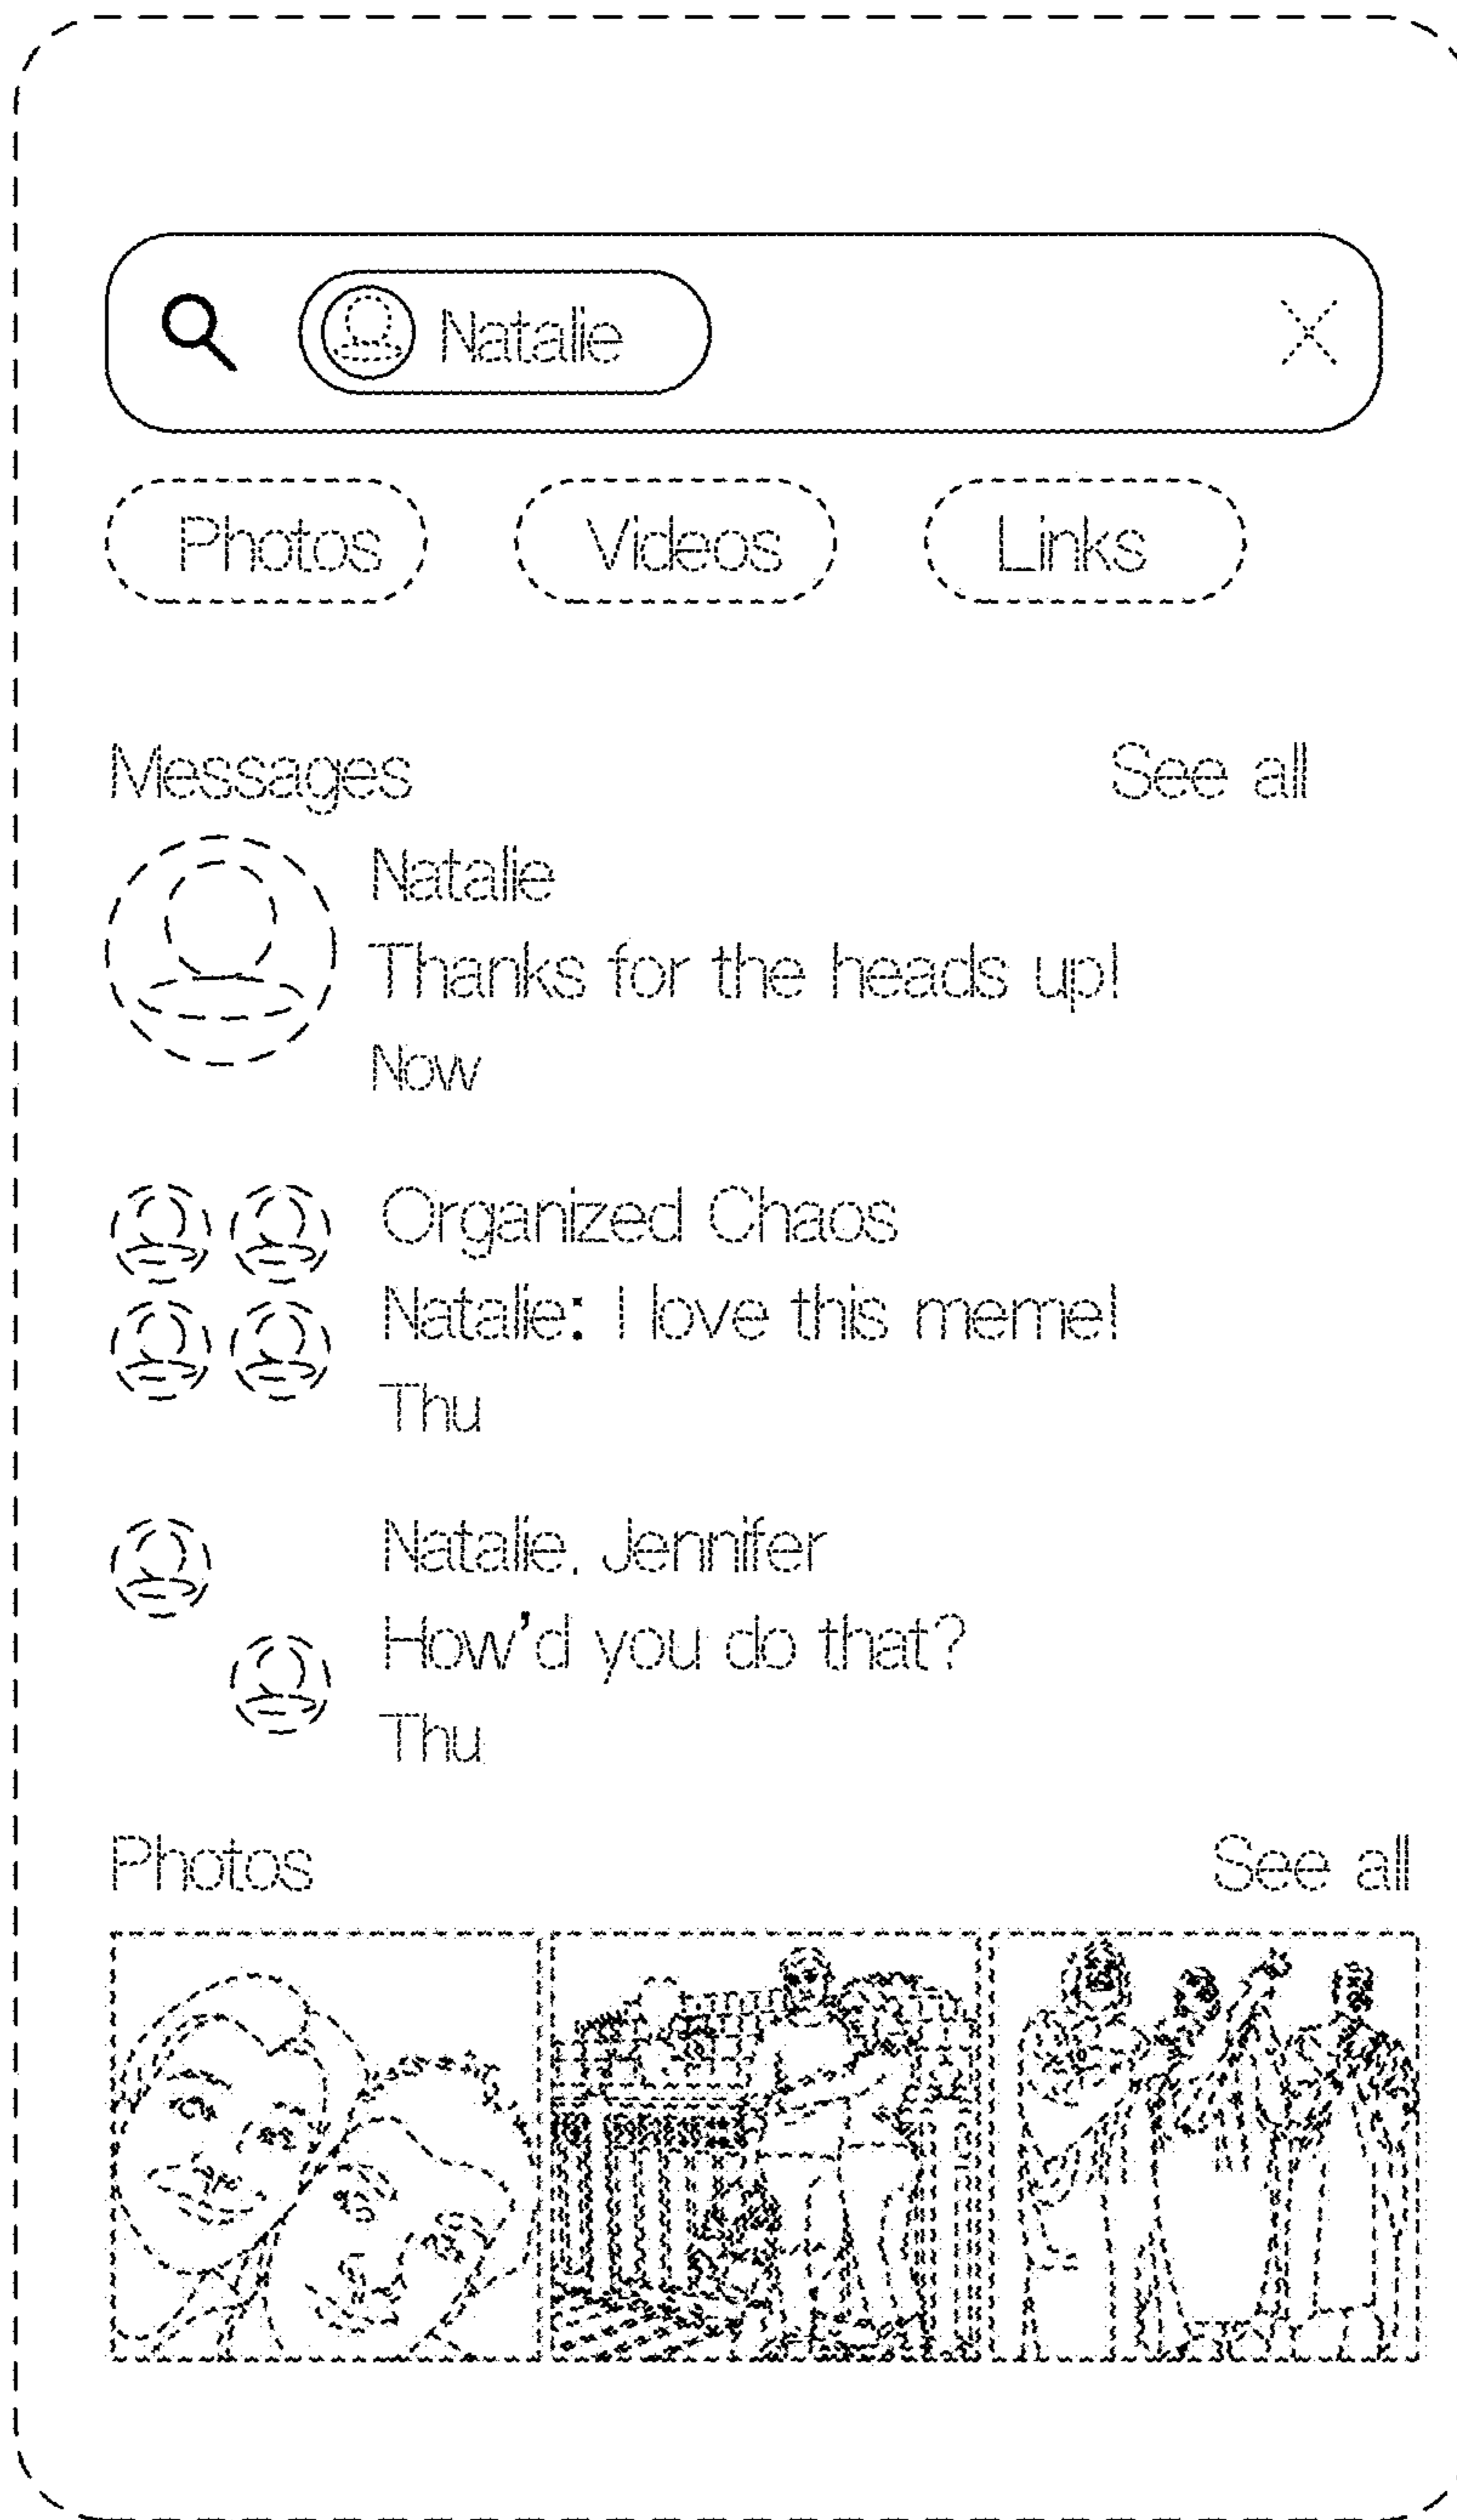 Natalie
Photos Videos Links
Messages See all
Natalie
Thanks for the heads up!
Now
Organized Chaos
Natalie: I love this meme!
Thu
Natalie, Jennifer
How'd you do that?
Thu
Photos See all